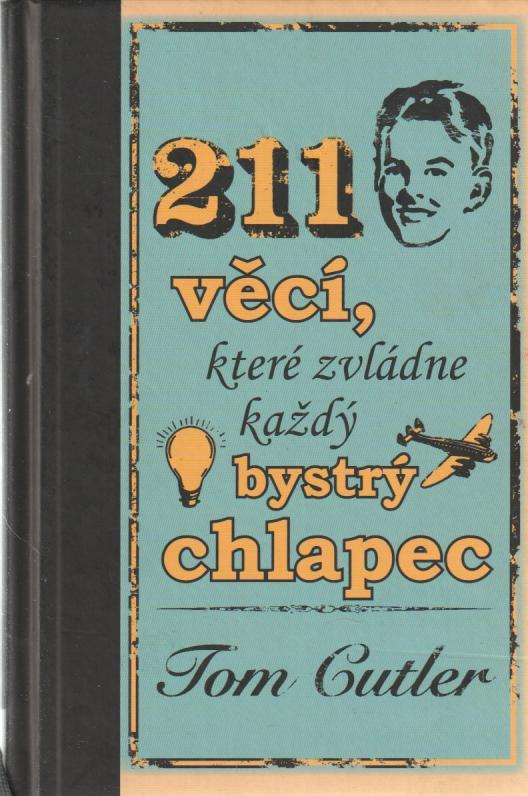 211
věcí,
které zvládne
každý
bystrý
chlapec
Tom Cutler